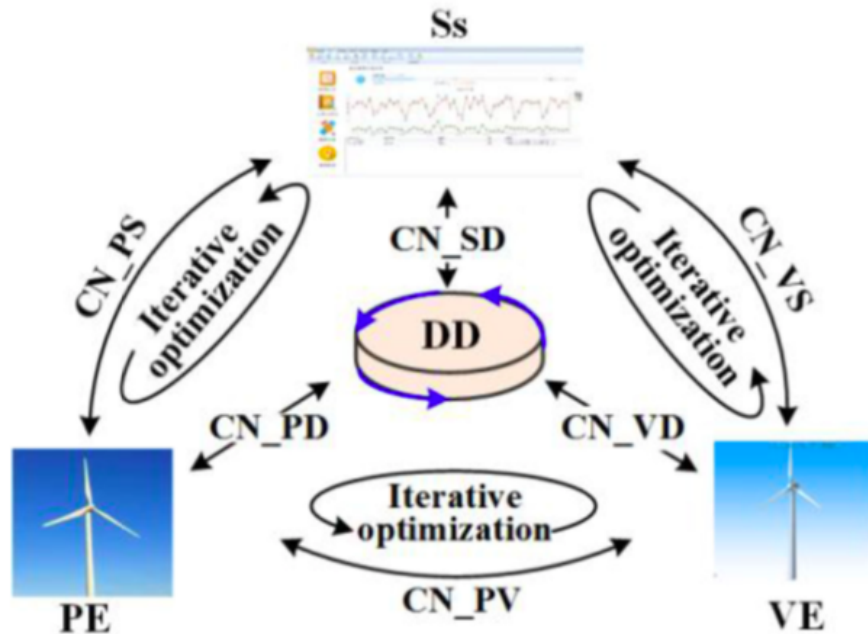 Ss
CN_PS
Iterative
optimization
CN_SD
Iterative
optimization
CN_VS
DD
CN_PD
CN_VD
Iterative
optimization
CN_PV
PE
VE